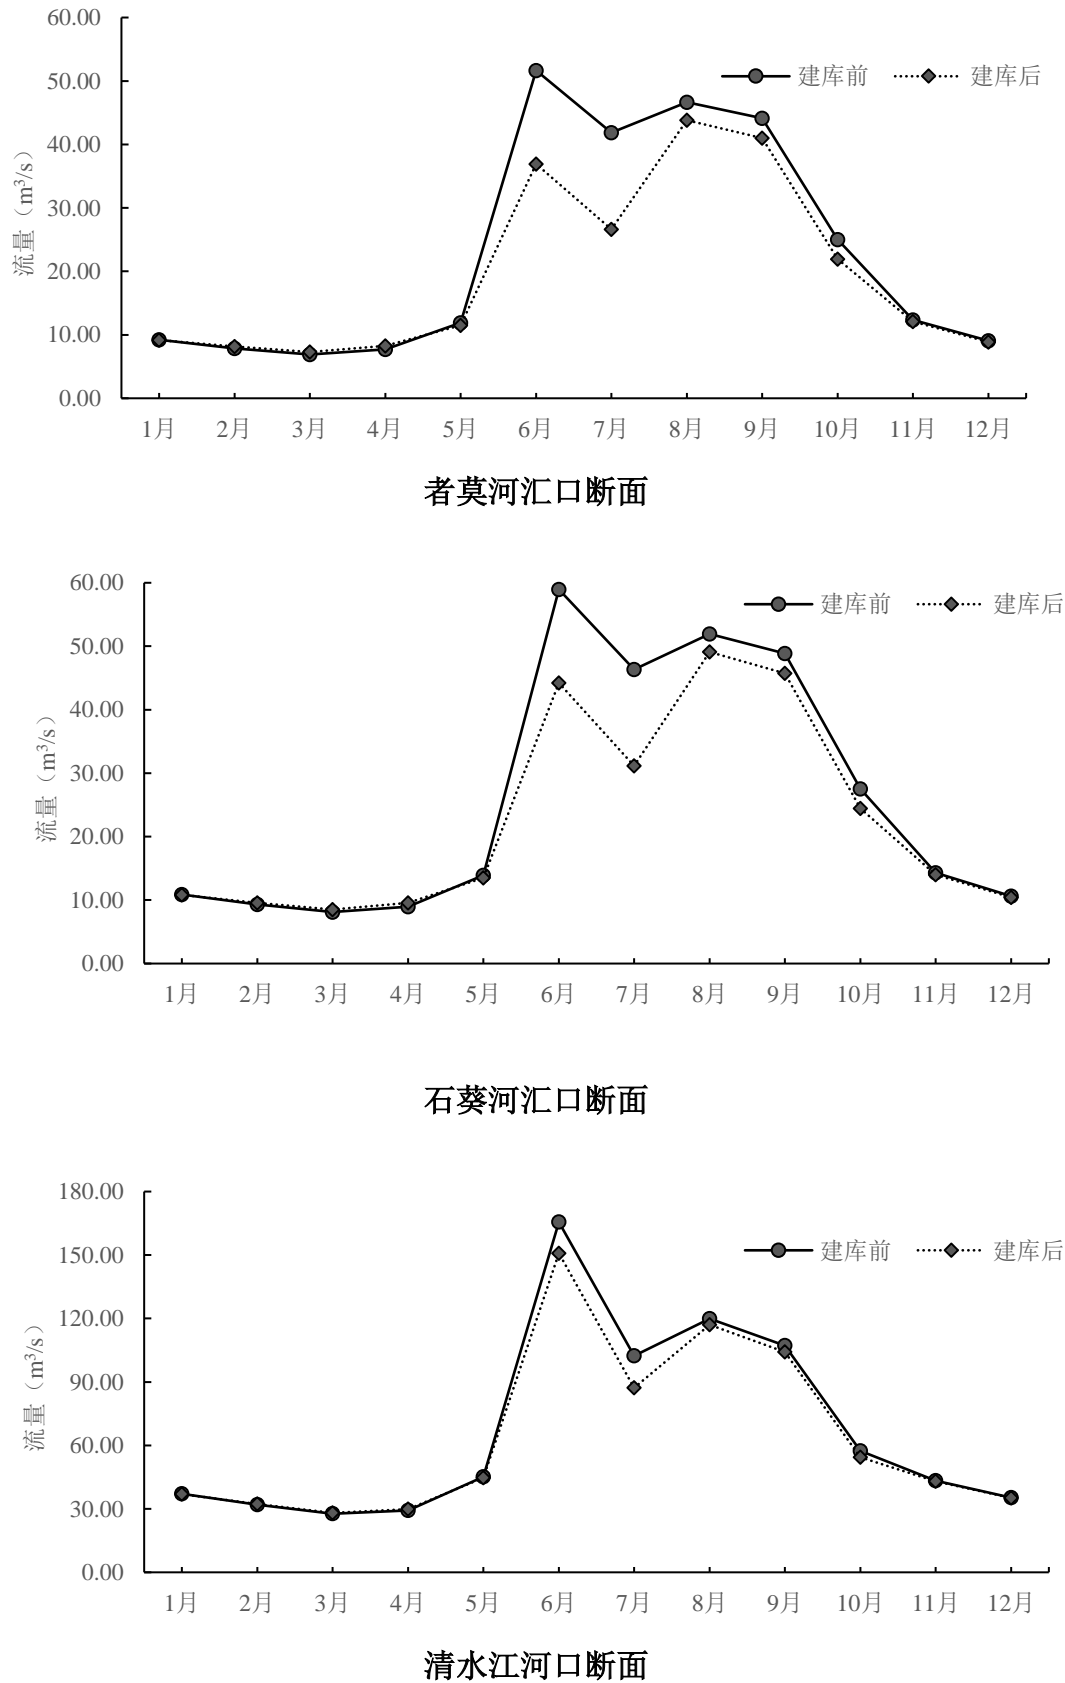 60.00
50.00
40.00
30.00
20.00
10.00
0.00
流量（m³/s）
建库前 建库后
1月 2月 3月 4月 5月 6月 7月 8月 9月 10月 11月 12月
者莫河汇口断面
60.00
50.00
40.00
30.00
20.00
10.00
0.00
流量（m³/s）
建库前 建库后
1月 2月 3月 4月 5月 6月 7月 8月 9月 10月 11月 12月
石葵河汇口断面
180.00
150.00
120.00
90.00
60.00
30.00
0.00
流量（m³/s）
建库前 建库后
1月 2月 3月 4月 5月 6月 7月 8月 9月 10月 11月 12月
清水江河口断面